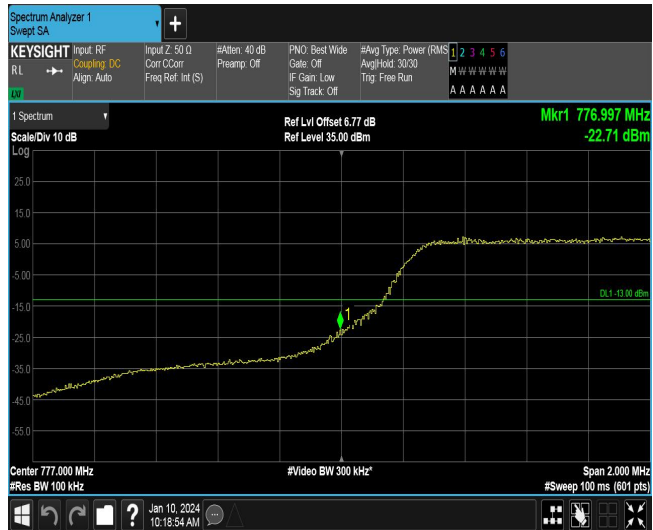 Spectrum Analyzer 1
Swept SA
+
KEYSIGHT Input: RF Input Z: 50 Ω #Atten: 40 dB PNO: Best Wide #Avg Type: Power (RMS 1 2 3 4 5 6
RL Coupling: DC Corr CCorr Preamp: Off Gate: Off Avg|Hold: 30/30 M W W W W W
Align: Auto Freq Ref: Int (S) IF Gain: Low Trig: Free Run
LXI Sig Track: Off A A A A A A
1 Spectrum Ref Lvl Offset 6.77 dB Mkr1 776.997 MHz
Scale/Div 10 dB Ref Level 35.00 dBm -22.71 dBm
Log
25.0
15.0
5.00
-5.00
DL1 -13.00 dBm
-15.0
1
-25.0
-35.0
-45.0
-55.0
Center 777.000 MHz #Video BW 300 kHz* Span 2.000 MHz
#Res BW 100 kHz #Sweep 100 ms (601 pts)
? Jan 10, 2024
10:18:54 AM